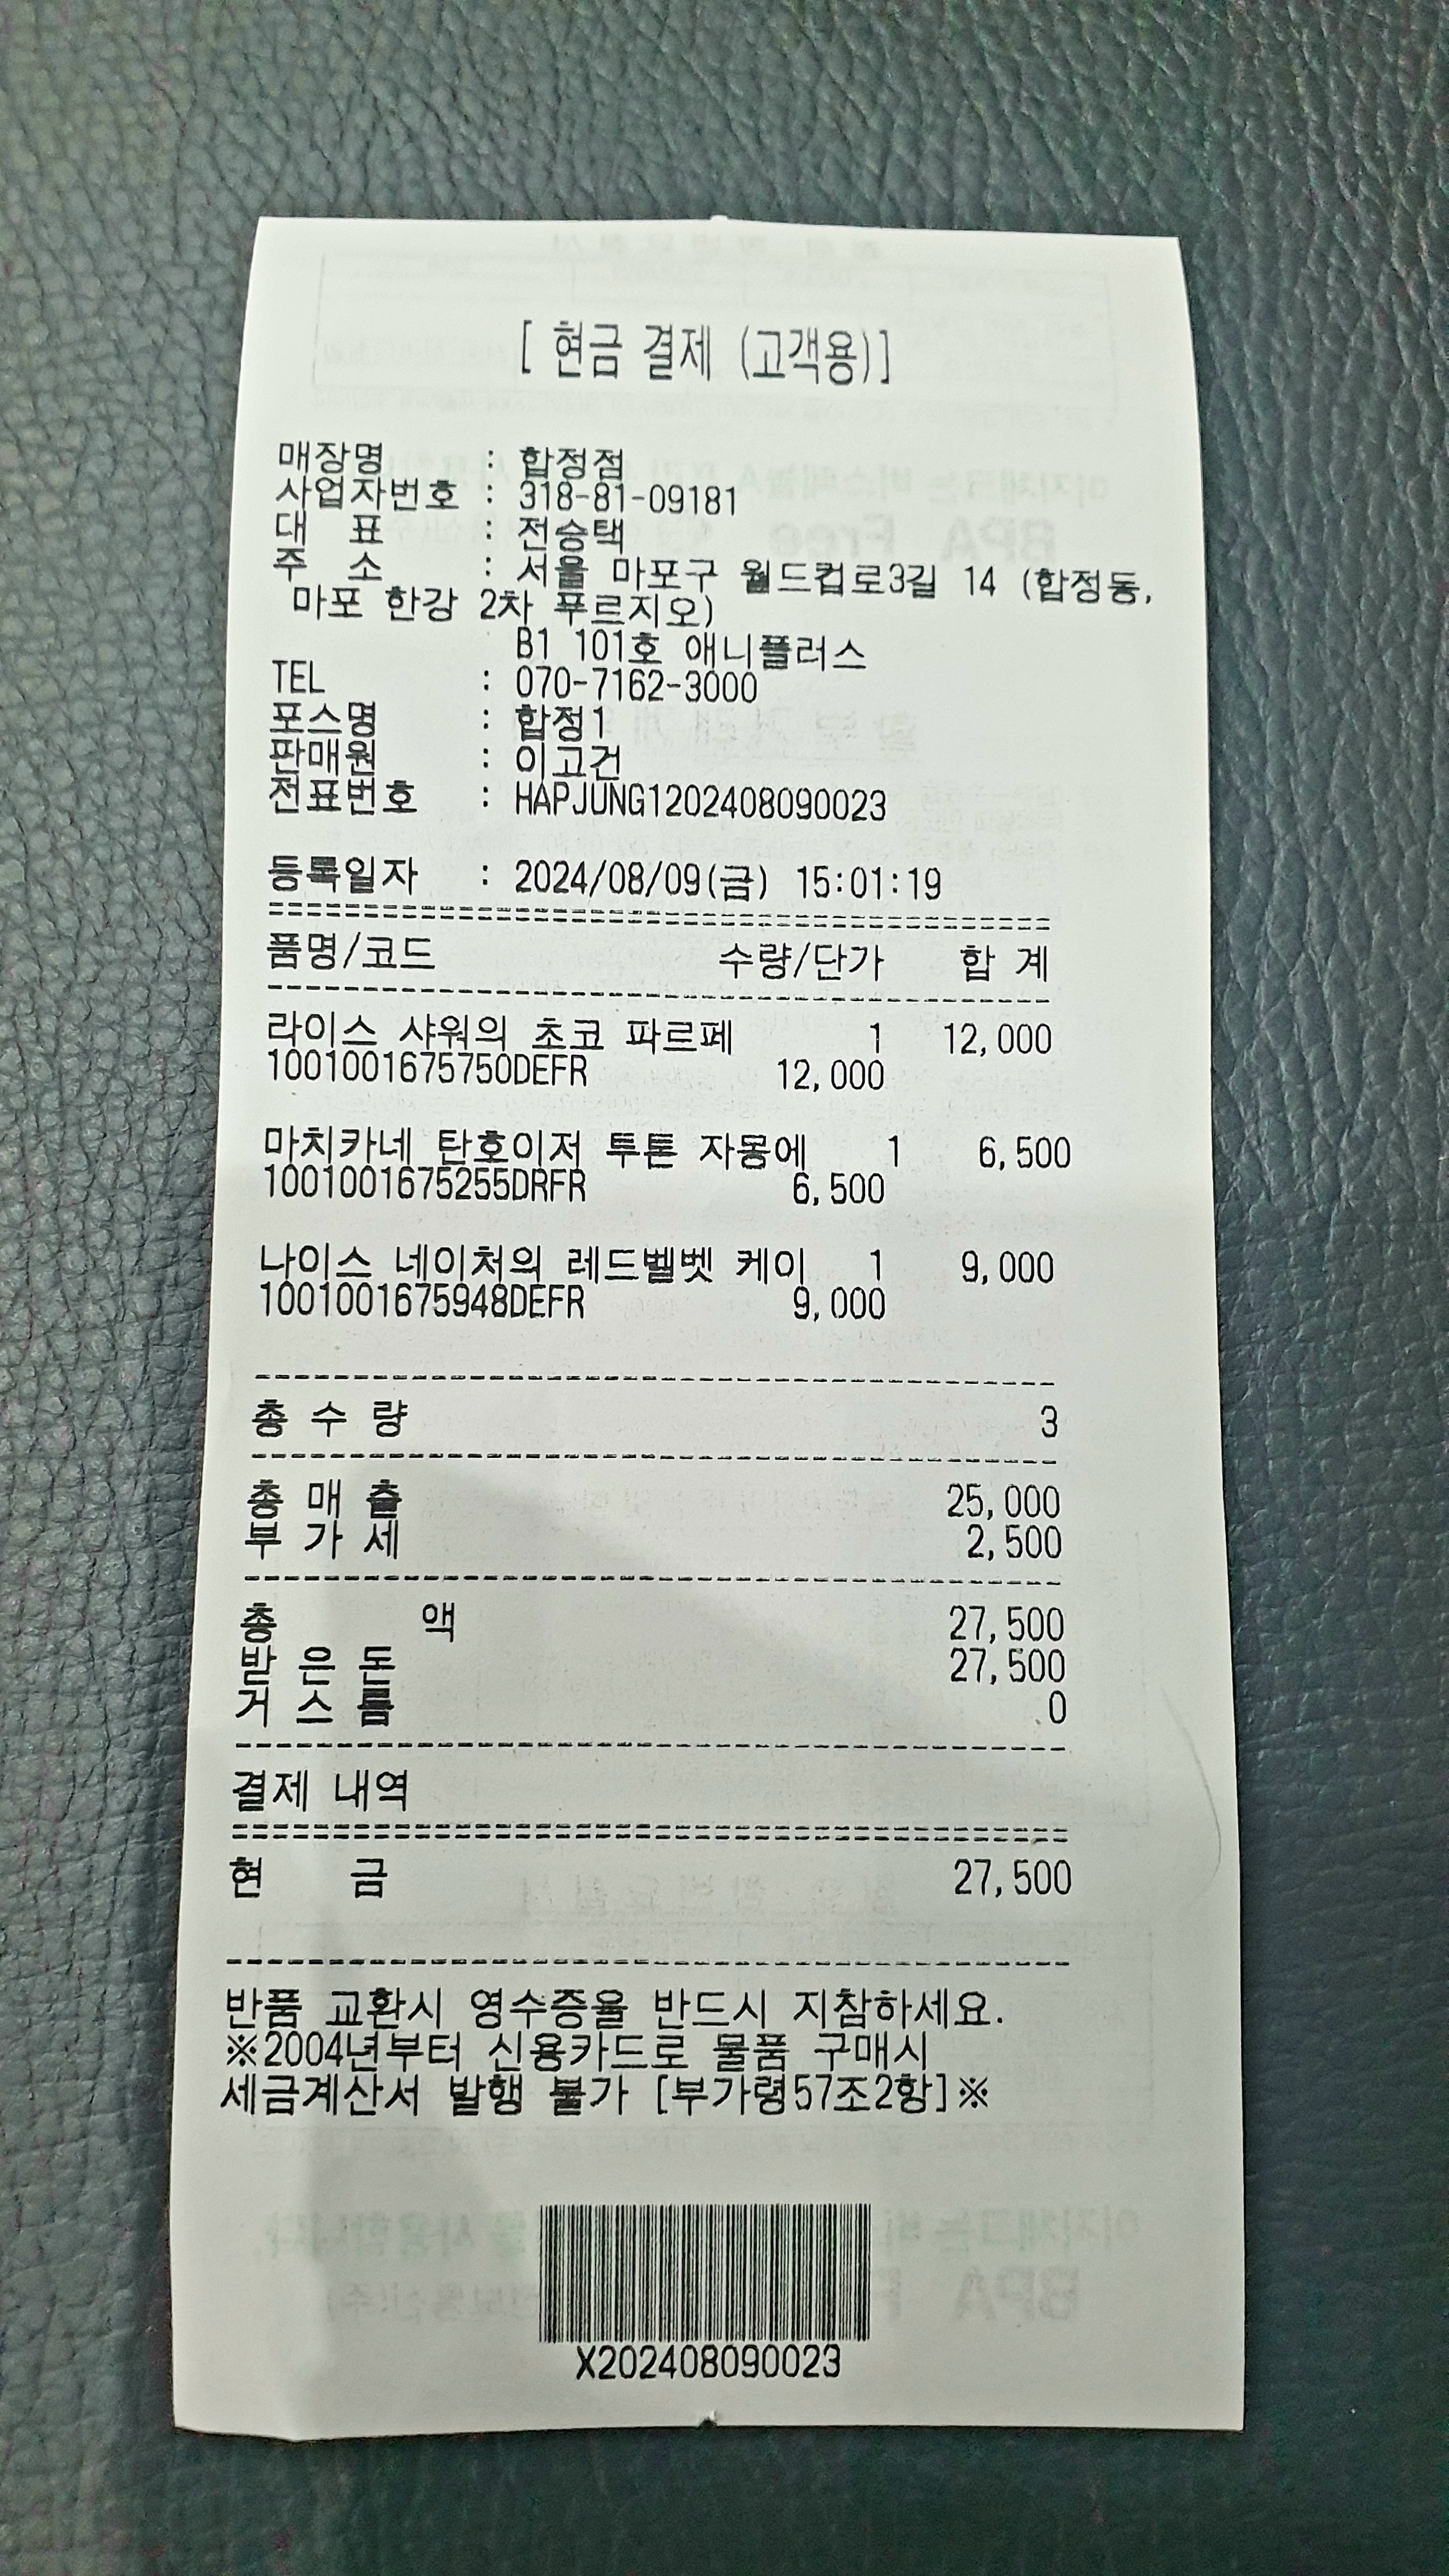 [ 현금 결제 (고객용)]
매장명 : 합정점
사업자번호 : 318-81-09181
대 표 : 전승택
주 소 : 서울 마포구 월드컵로3길 14 (합정동,
마포 한강 2차 푸르지오)
B1 101호 애니플러스
TEL : 070-7162-3000
포스명 : 합정1
판매원 : 이고건
전표번호 : HAPJUNG1202408090023
등록일자 : 2024/08/09(금) 15:01:19
품명/코드 수량/단가 합 계
라이스 샤워의 초코 파르페 1 12,000
1001001675750DEFR 12,000
마치카네 탄호이저 투톤 자몽에 1 6,500
1001001675255DRFR 6,500
나이스 네이처의 레드벨벳 케이 1 9,000
1001001675948DEFR 9,000
총 수 량 3
총 매 출 25,000
부 가 세 2,500
총 액 27,500
받 은 돈 27,500
거 스 름 0
결제 내역
현 금 27,500
반품 교환시 영수증을 반드시 지참하세요.
※2004년부터 신용카드로 물품 구매시
세금계산서 발행 불가 [부가령57조2항]※
X202408090023